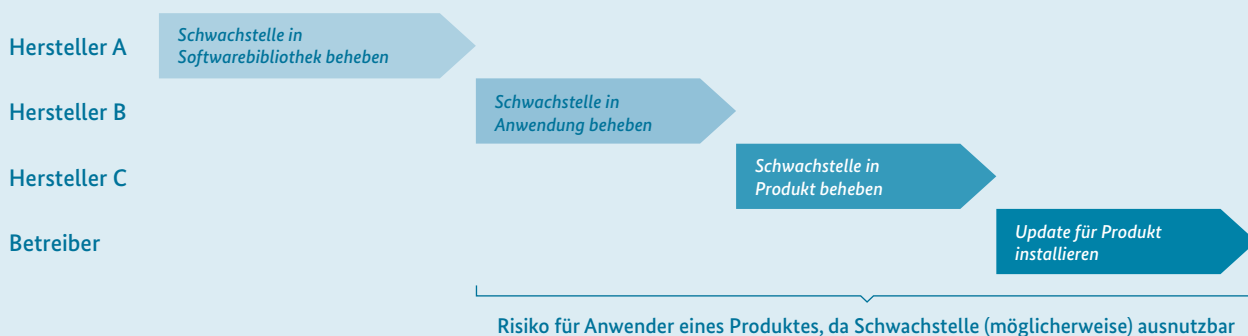 Hersteller A
Schwachstelle in
Softwarebibliothek beheben
Hersteller B
Schwachstelle in
Anwendung beheben
Hersteller C
Schwachstelle in
Produkt beheben
Betreiber
Update für Produkt
installieren
Risiko für Anwender eines Produktes, da Schwachstelle (möglicherweise) ausnutzbar